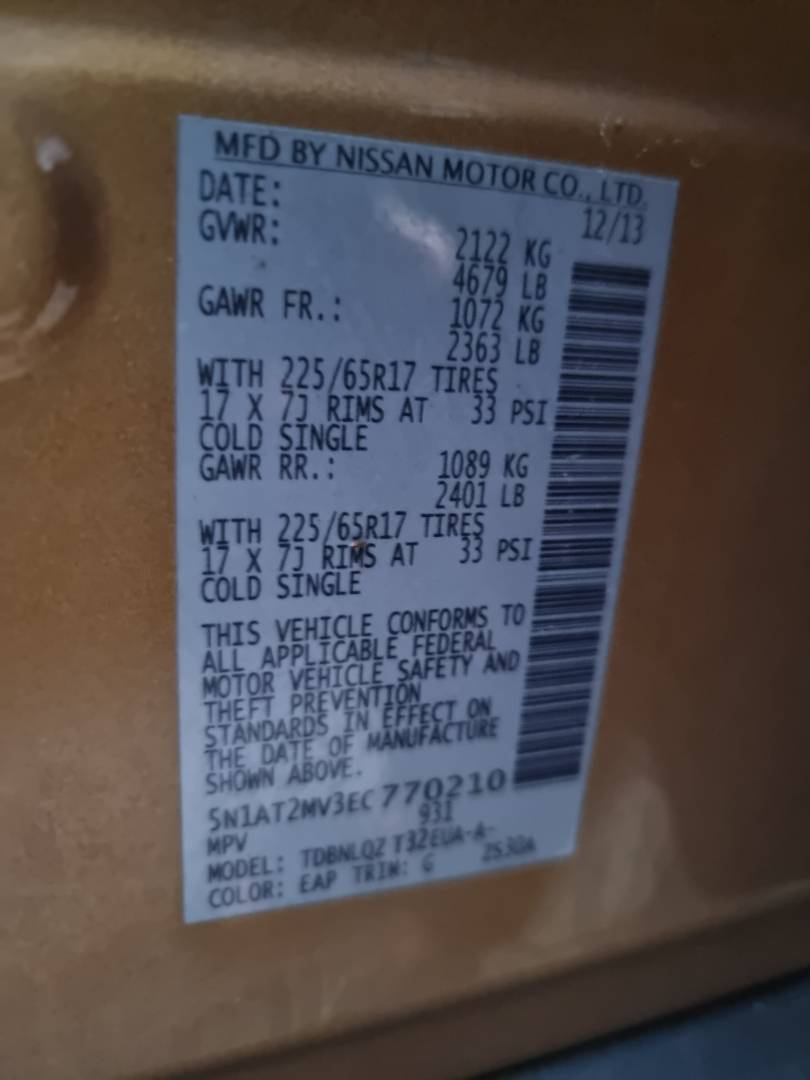 MFD BY NISSAN MOTOR CO., LTD.
DATE: 12/13
GVWR: 2122 KG
4679 LB
GAWR FR.: 1072 KG
2363 LB
WITH 225/65R17 TIRES
17 X 7J RIMS AT 33 PSI
COLD SINGLE
GAWR RR.: 1089 KG
2401 LB
WITH 225/65R17 TIRES
17 X 7J RIMS AT 33 PSI
COLD SINGLE
THIS VEHICLE CONFORMS TO
ALL APPLICABLE FEDERAL
MOTOR VEHICLE SAFETY AND
THEFT PREVENTION
STANDARDS IN EFFECT ON
THE DATE OF MANUFACTURE
SHOWN ABOVE.
5N1AT2MV3EC770210
MPV 931
MODEL: TDBNLQZ T32EUA-A-
COLOR: EAP TRIM: G